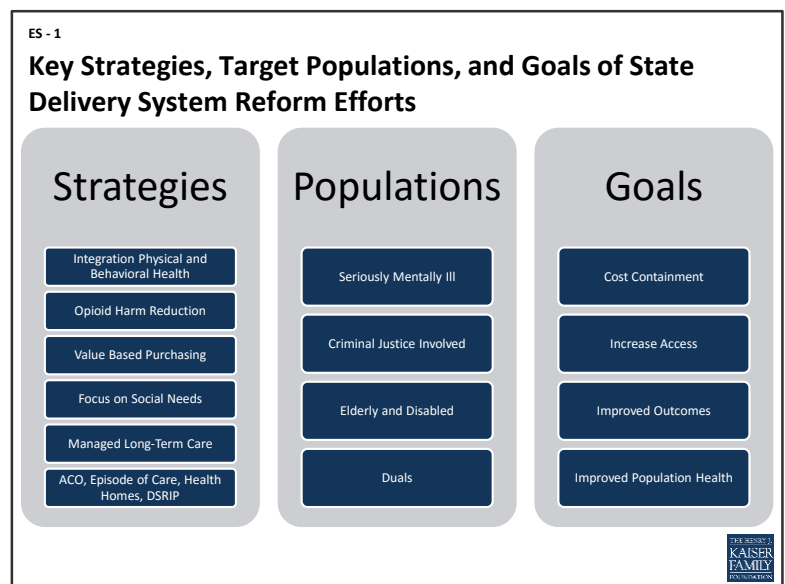 ES - 1
Key Strategies, Target Populations, and Goals of State
Delivery System Reform Efforts
Strategies
Integration Physical and
Behavioral Health
Opioid Harm Reduction
Value Based Purchasing
Focus on Social Needs
Managed Long-Term Care
ACO, Episode of Care, Health
Homes, DSRIP
Populations
Seriously Mentally Ill
Criminal Justice Involved
Elderly and Disabled
Duals
Goals
Cost Containment
Increase Access
Improved Outcomes
Improved Population Health
THE HENRY J.
KAISER
FAMILY
FOUNDATION